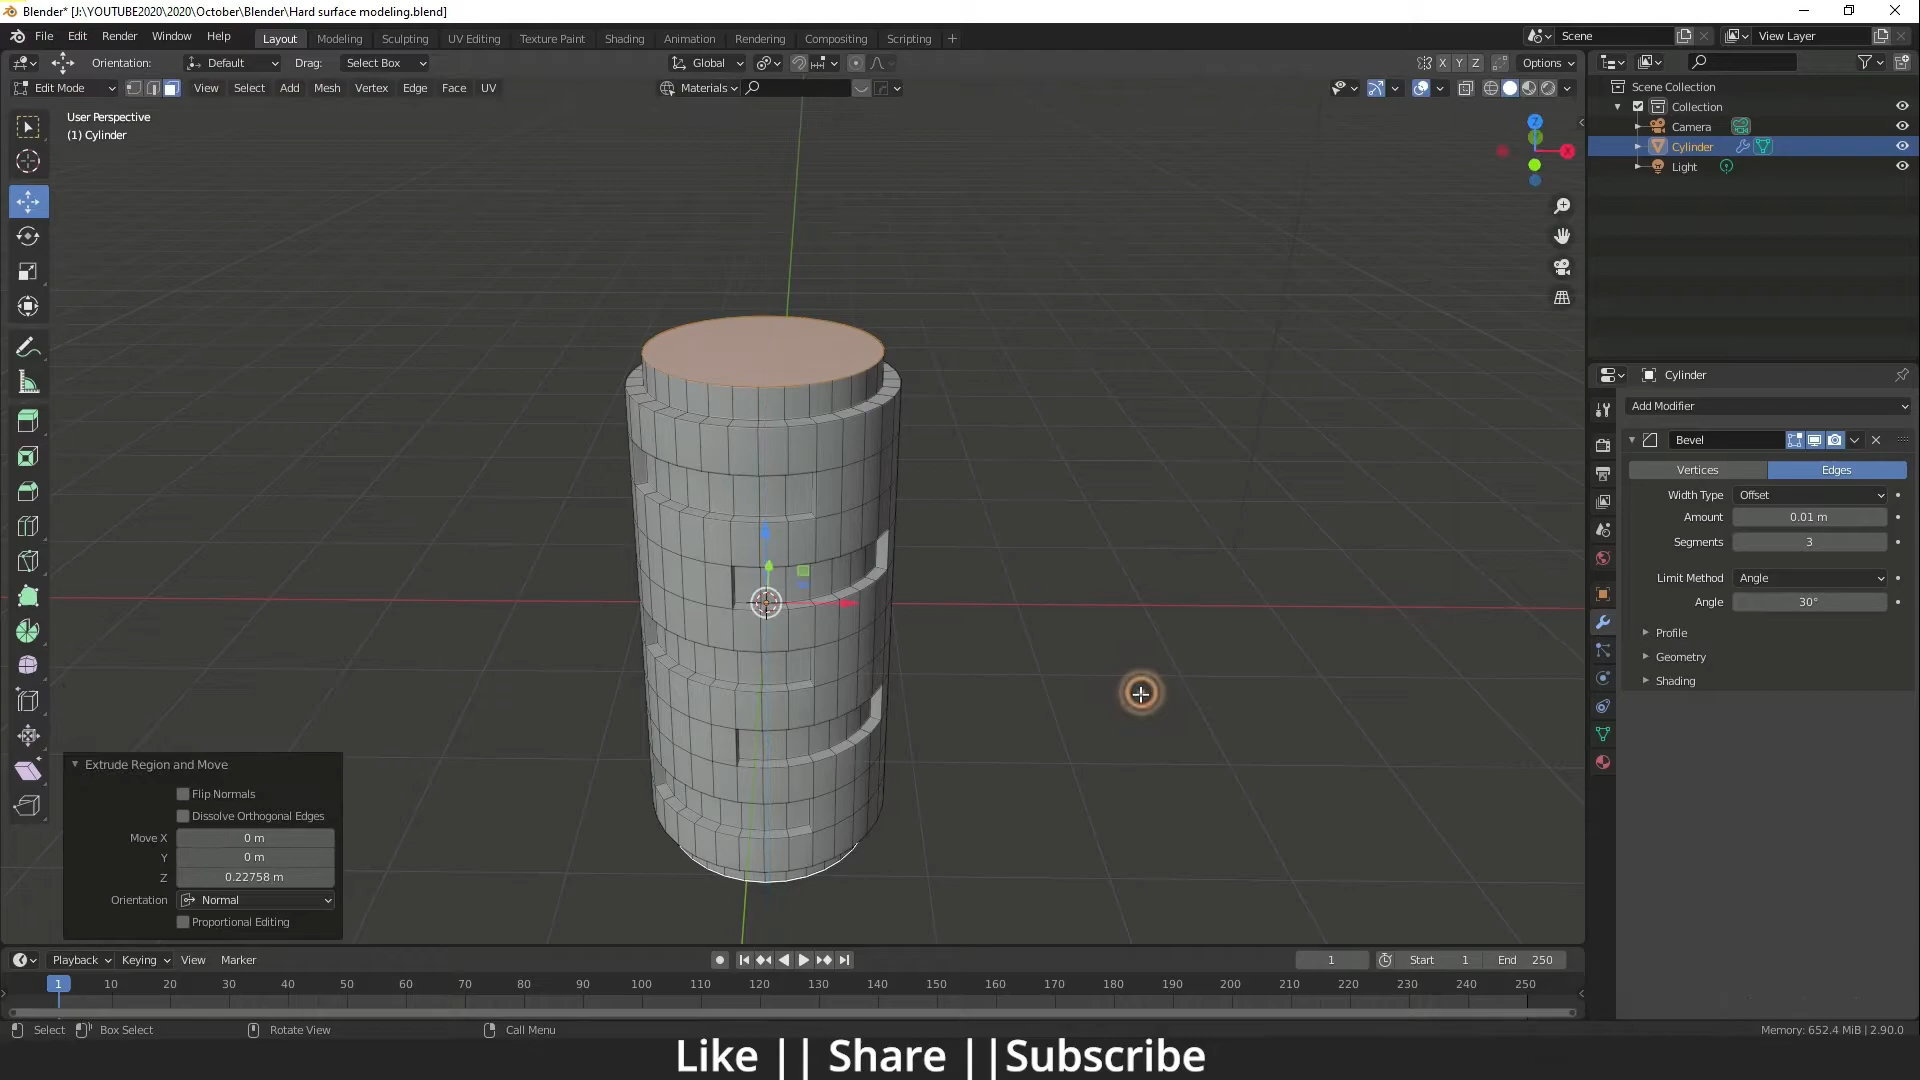 Blender* [J:\YOUTUBE2020\2020\October\Blender\Hard surface modeling.blend]
File Edit Render Window Help Layout Modeling Sculpting UV Editing Texture Paint Shading Animation Rendering Compositing Scripting + Scene View Layer
Orientation: Default Drag: Select Box Global X Y Z Options
Edit Mode View Select Add Mesh Vertex Edge Face UV Materials
User Perspective
(1) Cylinder
Z
X
Scene Collection
Collection
Camera
Cylinder
Light
Cylinder
Add Modifier
Bevel
Vertices Edges
Width Type Offset
Amount 0.01 m
Segments 3
Limit Method Angle
Angle 30°
Profile
Geometry
Shading
Extrude Region and Move
Flip Normals
Dissolve Orthogonal Edges
Move X 0 m
Y 0 m
Z 0.22758 m
Orientation Normal
Proportional Editing
Playback Keying View Marker 1 Start 1 End 250
1 10 20 30 40 50 60 70 80 90 100 110 120 130 140 150 160 170 180 190 200 210 220 230 240 250
Select Box Select Rotate View Call Menu Memory: 652.4 MiB | 2.90.0
Like || Share ||Subscribe